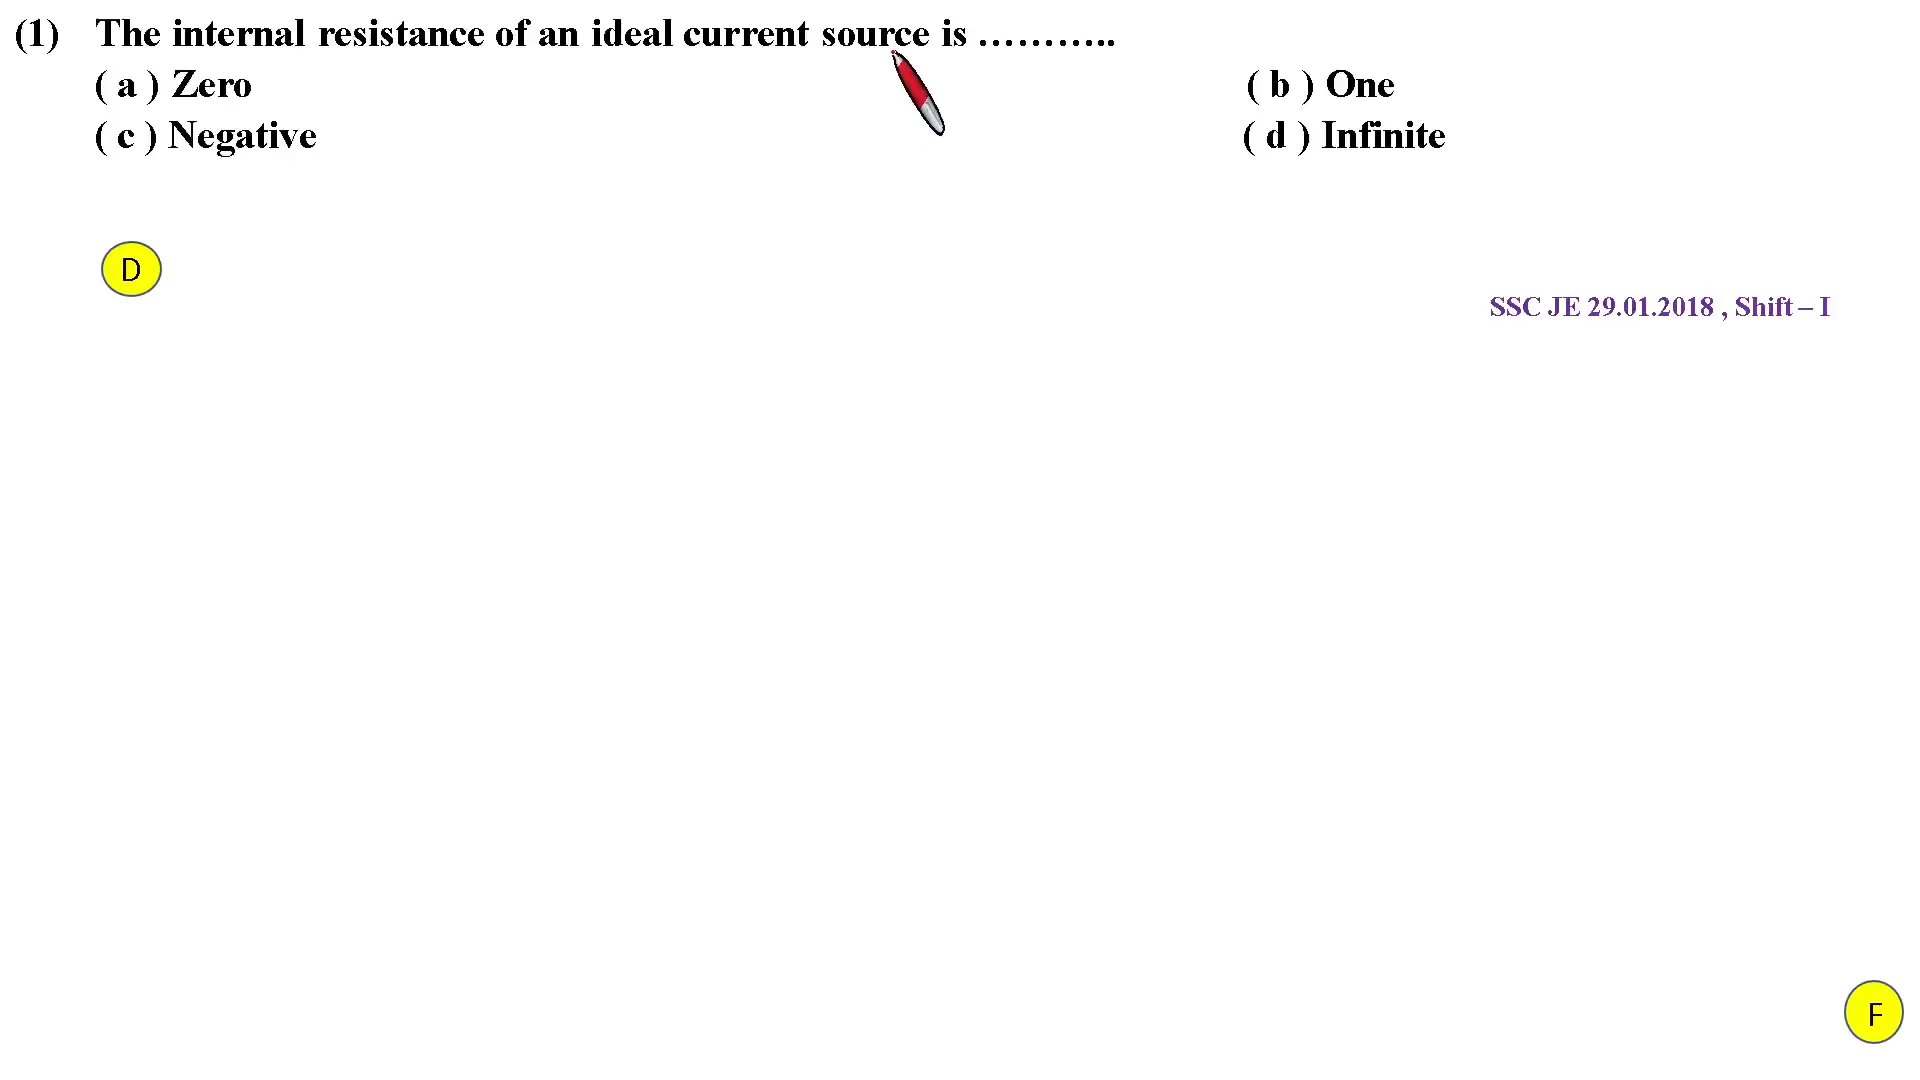 (1) The internal resistance of an ideal current source is ………..
( a ) Zero ( b ) One
( c ) Negative ( d ) Infinite
D
SSC JE 29.01.2018 , Shift – I
F